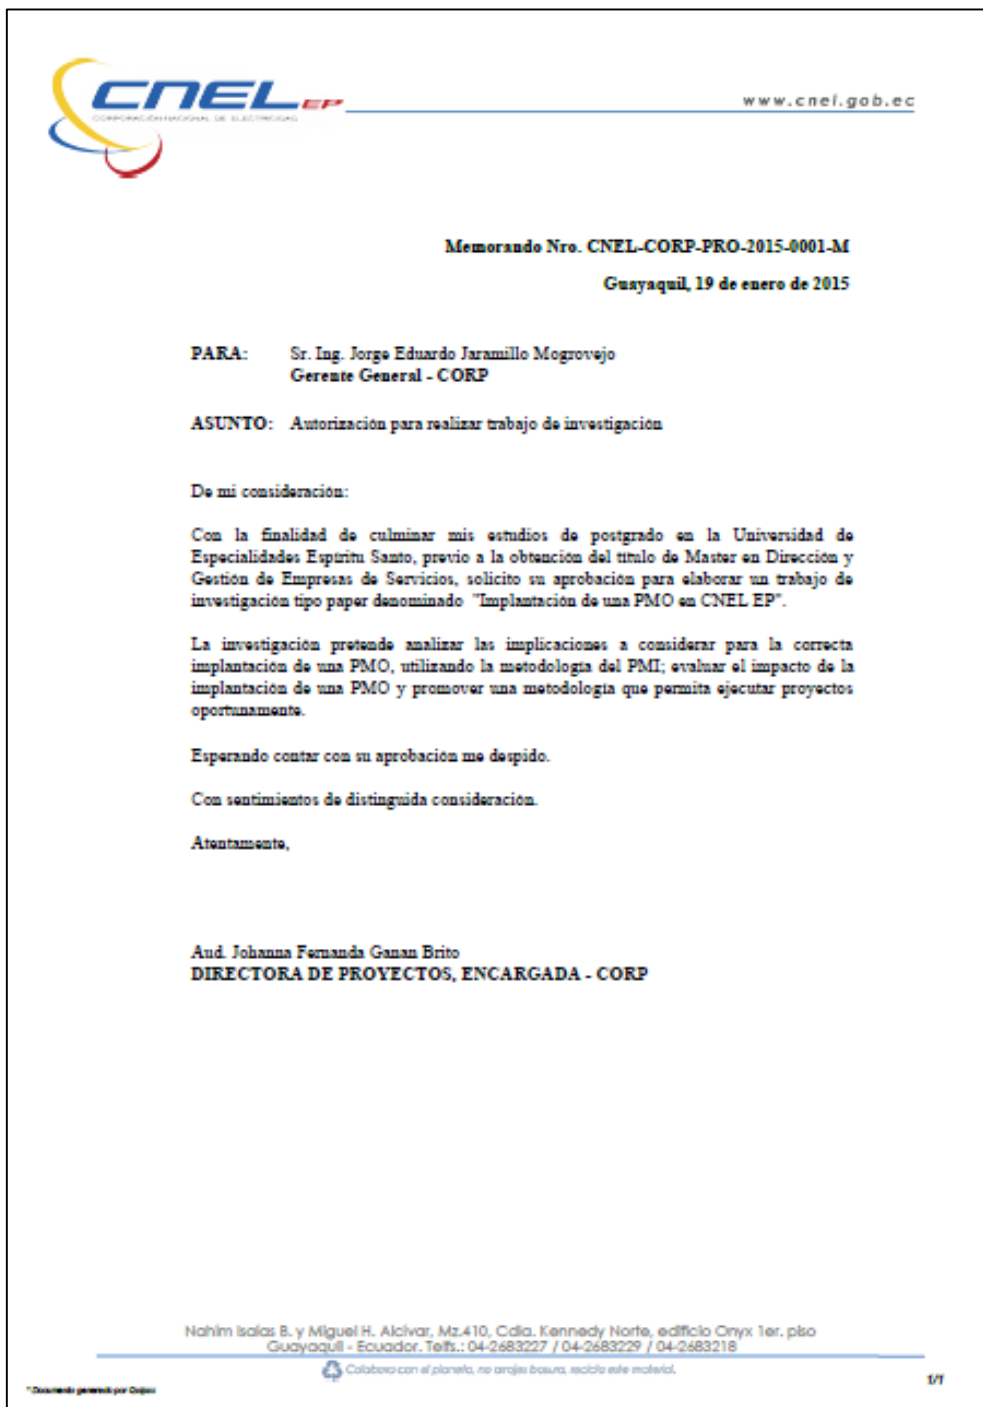 CNEL EP
CORPORACIÓN NACIONAL DE ELECTRICIDAD
www.cnel.gob.ec
Memorando Nro. CNEL-CORP-PRO-2015-0001-M
Guayaquil, 19 de enero de 2015
PARA: Sr. Ing. Jorge Eduardo Jaramillo Mogrovejo
Gerente General - CORP
ASUNTO: Autorización para realizar trabajo de investigación
De mi consideración:
Con la finalidad de culminar mis estudios de postgrado en la Universidad de
Especialidades Espíritu Santo, previo a la obtención del título de Master en Dirección y
Gestión de Empresas de Servicios, solicito su aprobación para elaborar un trabajo de
investigación tipo paper denominado "Implantación de una PMO en CNEL EP".
La investigación pretende analizar las implicaciones a considerar para la correcta
implantación de una PMO, utilizando la metodología del PMI; evaluar el impacto de la
implantación de una PMO y promover una metodología que permita ejecutar proyectos
oportunamente.
Esperando contar con su aprobación me despido.
Con sentimientos de distinguida consideración.
Atentamente,
Aud. Johanna Fernanda Ganan Brito
DIRECTORA DE PROYECTOS, ENCARGADA - CORP
Nahim Isaías B. y Miguel H. Alcívar, Mz.410, Cdla. Kennedy Norte, edificio Onyx 1er. piso
Guayaquil - Ecuador. Telfs.: 04-2683227 / 04-2683229 / 04-2683218
Colabora con el planeta, no arrojes basura, recicla este material.
* Documento generado por Quipux
1/1